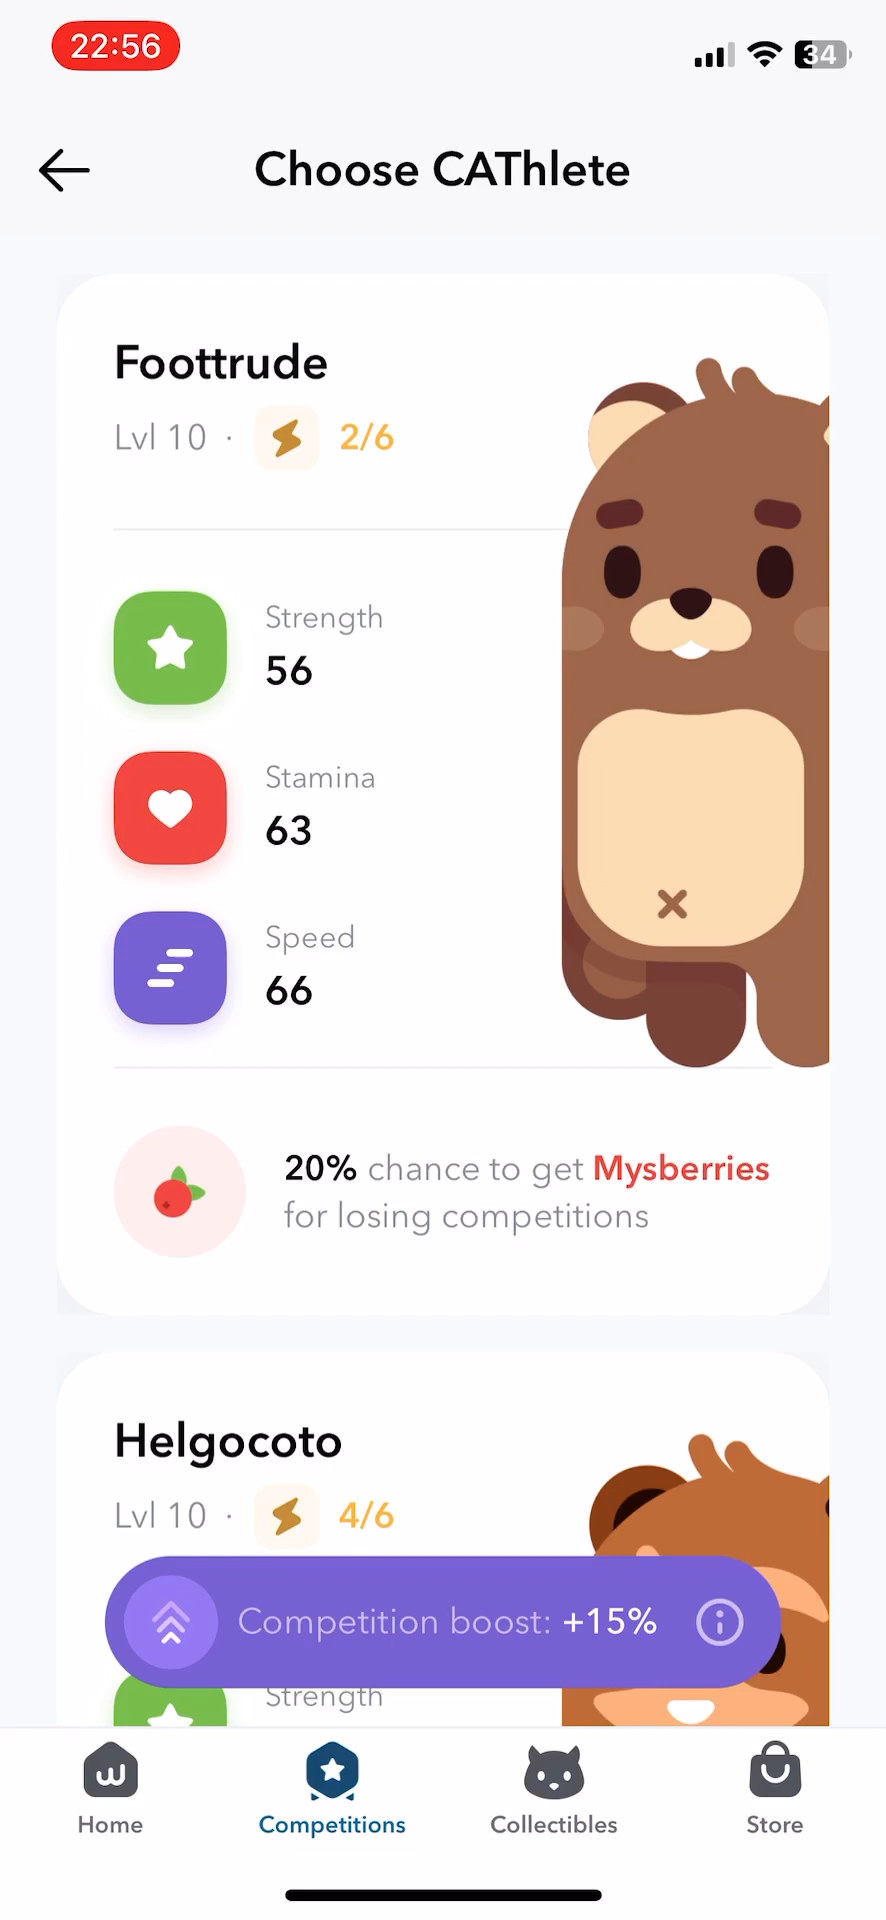 22:56
34
Choose CAThlete
Foottrude
Lvl 10 · 2/6
Strength
56
Stamina
63
Speed
66
20% chance to get Mysberries
for losing competitions
Helgocoto
Lvl 10 · 4/6
Competition boost: +15%
Strength
Home
Competitions
Collectibles
Store